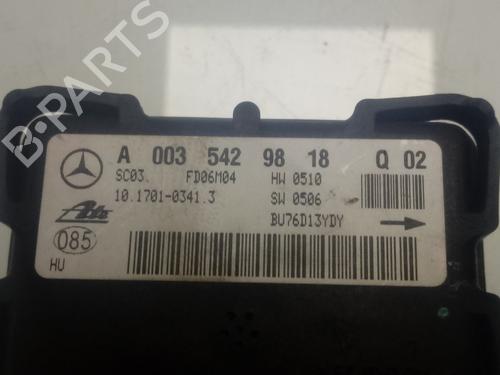 A 003 542 98 18 Q 02
SC03. FD06M04 HW 0510
10.1701-0341.3 SW 0506
Ate BU76D13YDY
085
HU
B-PARTS